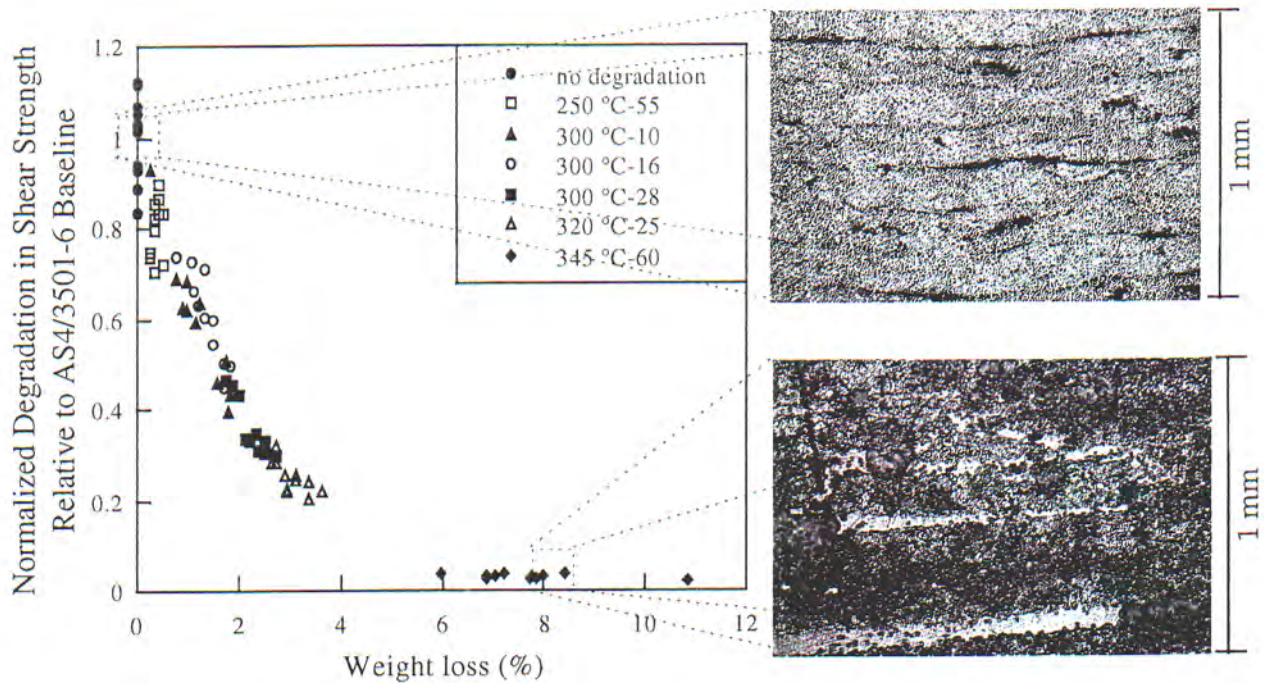 Normalized Degradation in Shear Strength
Relative to AS4/3501-6 Baseline
1.2
1
0.8
0.6
0.4
0.2
0
0
2
4
6
8
10
12
Weight loss (%)
no degradation
250 °C-55
300 °C-10
300 °C-16
300 °C-28
320 °C-25
345 °C-60
1 mm
1 mm